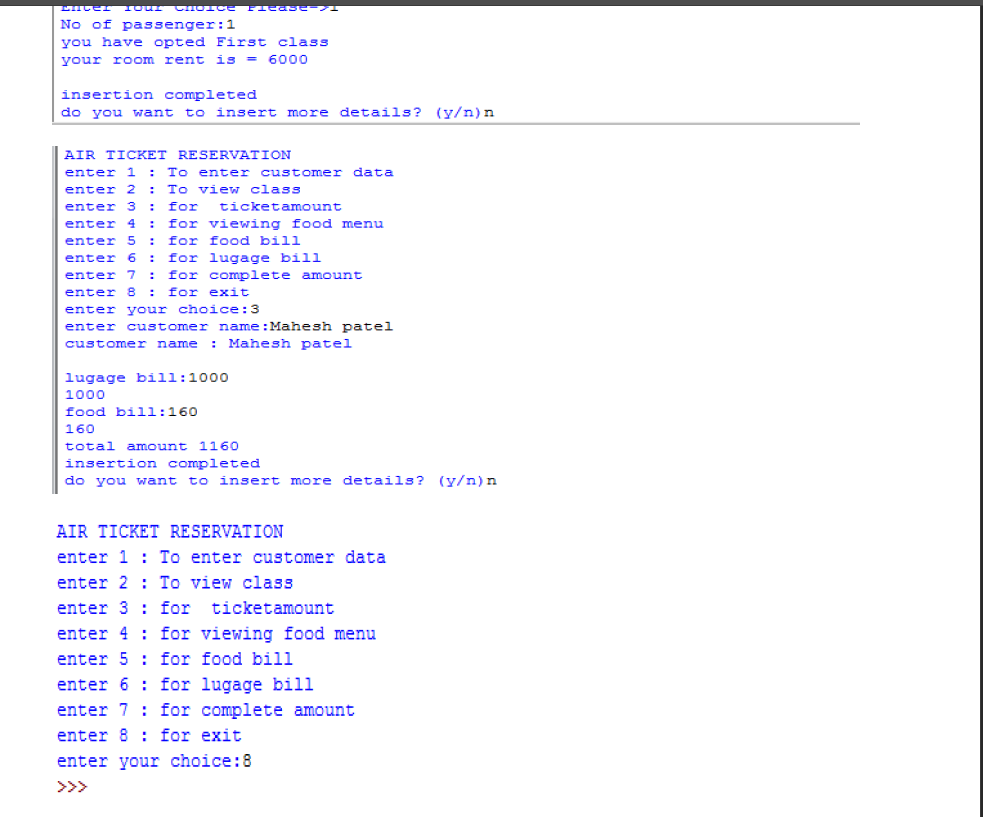 Enter Your Choice Please->1
No of passenger:1
you have opted First class
your room rent is = 6000
insertion completed
do you want to insert more details? (y/n)n
AIR TICKET RESERVATION
enter 1 : To enter customer data
enter 2 : To view class
enter 3 : for  ticketamount
enter 4 : for viewing food menu
enter 5 : for food bill
enter 6 : for lugage bill
enter 7 : for complete amount
enter 8 : for exit
enter your choice:3
enter customer name:Mahesh patel
customer name : Mahesh patel
lugage bill:1000
1000
food bill:160
160
total amount 1160
insertion completed
do you want to insert more details? (y/n)n
AIR TICKET RESERVATION
enter 1 : To enter customer data
enter 2 : To view class
enter 3 : for  ticketamount
enter 4 : for viewing food menu
enter 5 : for food bill
enter 6 : for lugage bill
enter 7 : for complete amount
enter 8 : for exit
enter your choice:8
>>>